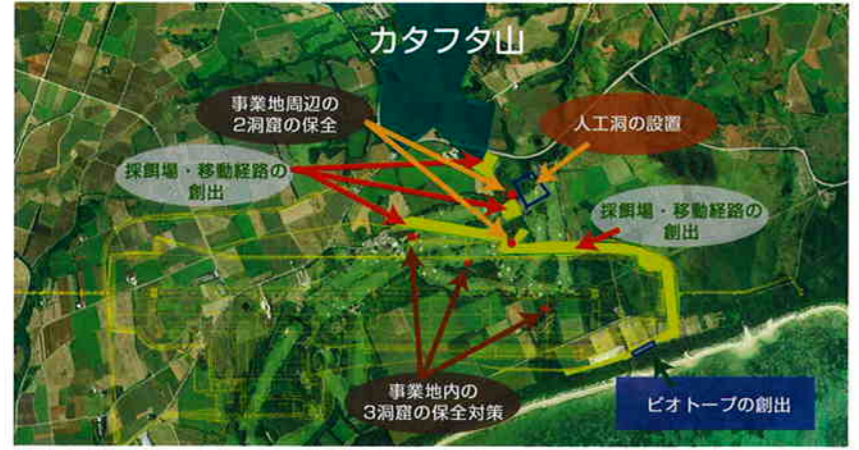 カタフタ山
事業地周辺の
2洞窟の保全
人工洞の設置
採餌場・移動経路の
創出
採餌場・移動経路の
創出
事業地内の
3洞窟の保全対策
ビオトープの創出